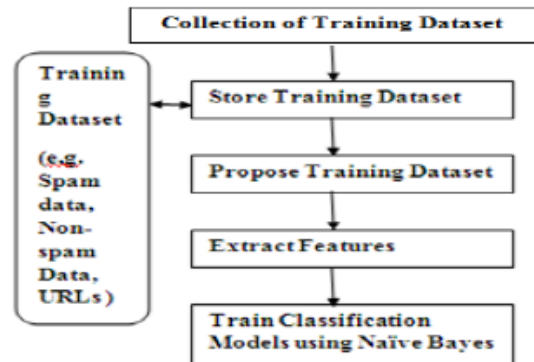 Collection of Training Dataset
Trainin
g
Dataset
(e.g.
Spam
data,
Non-
spam
Data,
URLs)
Store Training Dataset
Propose Training Dataset
Extract Features
Train Classification
Models using Naïve Bayes